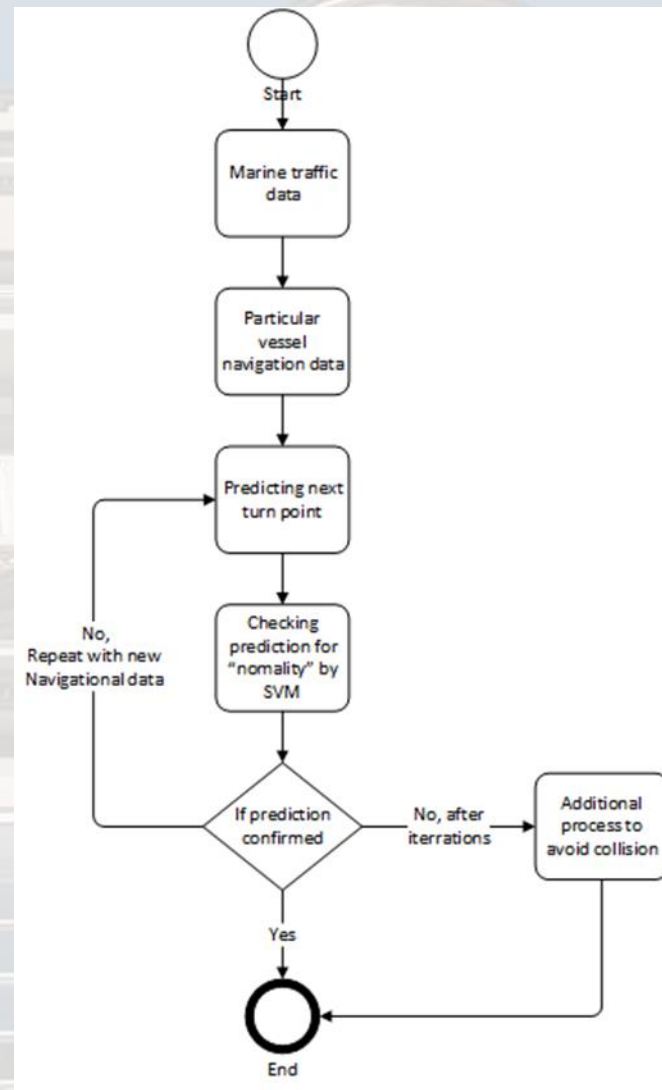 Start
Marine traffic
data
Particular
vessel
navigation data
Predicting next
turn point
Checking
prediction for
“nomality” by
SVM
No,
Repeat with new
Navigational data
If prediction
confirmed
No, after
iterrations
Additional
process to
avoid collision
Yes
End